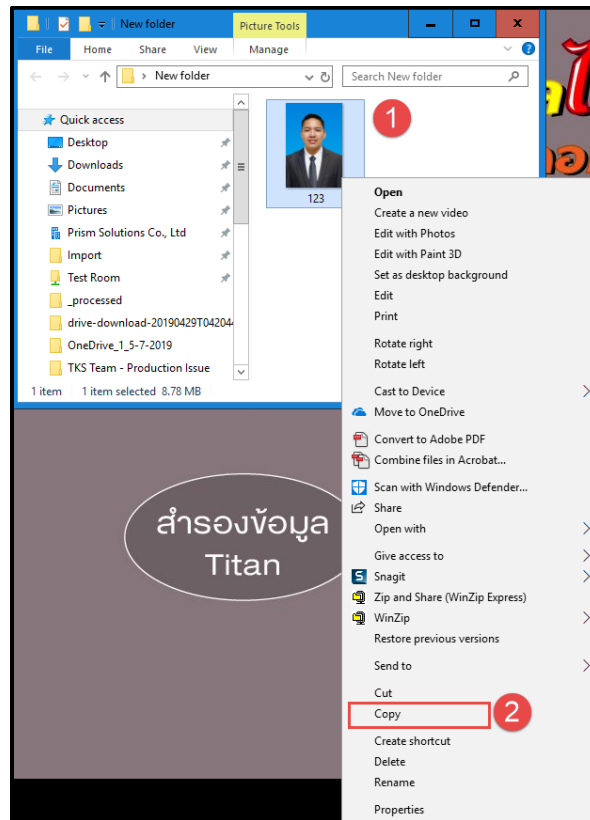 New folder
Picture Tools
File Home Share View Manage
New folder
Search New folder
Quick access
Desktop
Downloads
Documents
Pictures
Prism Solutions Co., Ltd
Import
Test Room
_processed
drive-download-20190429T04204
OneDrive_1_5-7-2019
TKS Team - Production Issue
123
1
1 item 1 item selected 8.78 MB
Open
Create a new video
Edit with Photos
Edit with Paint 3D
Set as desktop background
Edit
Print
Rotate right
Rotate left
Cast to Device
Move to OneDrive
Convert to Adobe PDF
Combine files in Acrobat...
Scan with Windows Defender...
Share
Open with
Give access to
Snagit
Zip and Share (WinZip Express)
WinZip
Restore previous versions
Send to
Cut
Copy
2
Create shortcut
Delete
Rename
Properties
สำรองข้อมูล
Titan